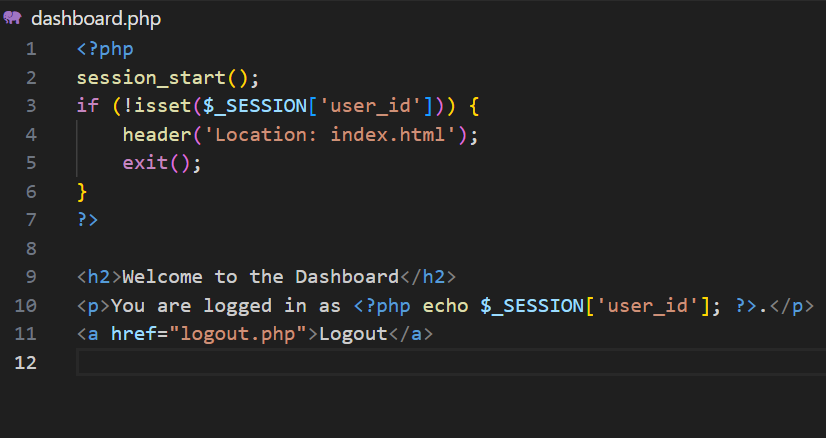 dashboard.php
1 <?php
2 session_start();
3 if (!isset($_SESSION['user_id'])) {
4     header('Location: index.html');
5     exit();
6 }
7 ?>
8
9 <h2>Welcome to the Dashboard</h2>
10 <p>You are logged in as <?php echo $_SESSION['user_id']; ?>.</p>
11 <a href="logout.php">Logout</a>
12